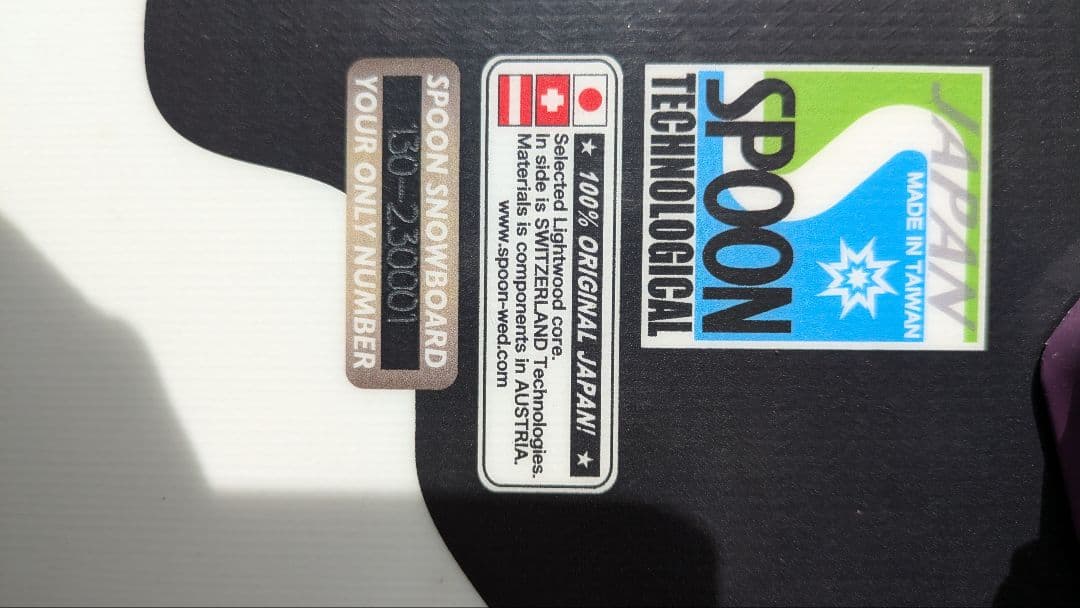 JAPAN
MADE IN TAIWAN
SPOON
TECHNOLOGICAL
★ 100% ORIGINAL JAPAN! ★
Selected Lightwood core.
In side is SWITZERLAND Technologies.
Materials is components in AUSTRIA.
www.spoon-wed.com
SPOON SNOWBOARD
130-230001
YOUR ONLY NUMBER